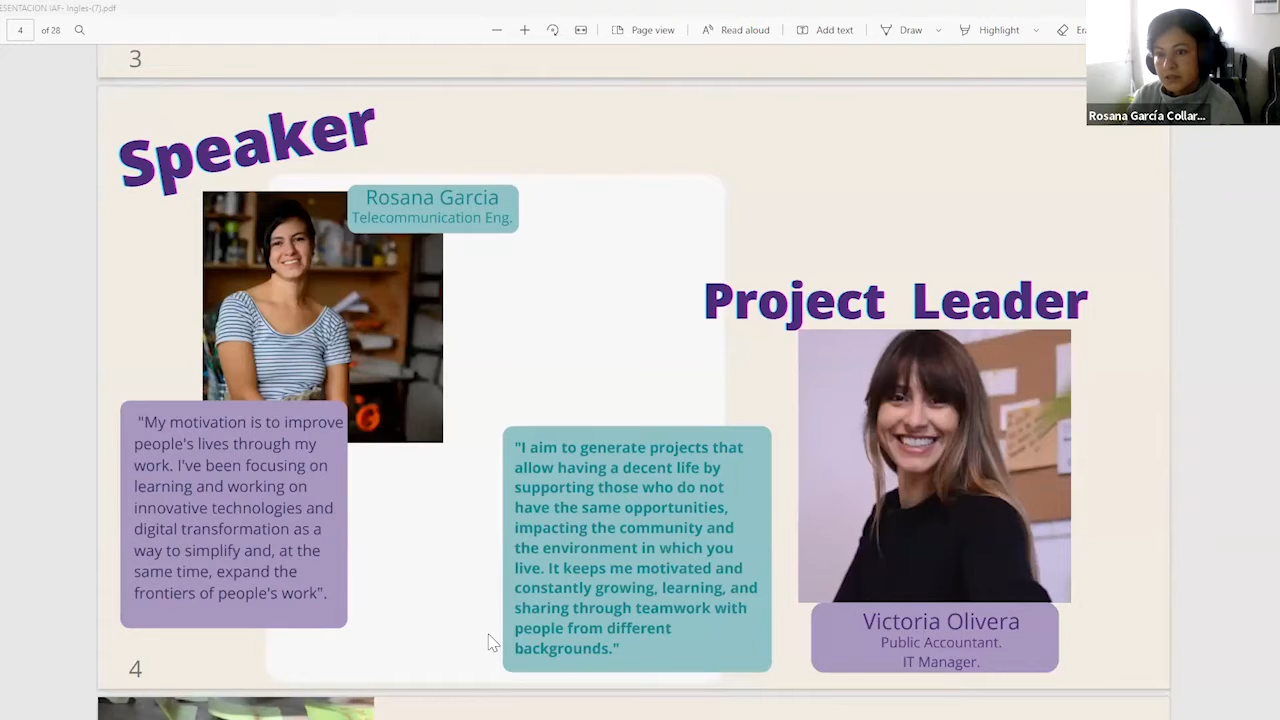 ESENTACION IAF- Ingles-(7).pdf
4 of 28
Page view
Read aloud
Add text
Draw
Highlight
Rosana García Collar...
3
Speaker
Rosana Garcia
Telecommunication Eng.
"My motivation is to improve
people's lives through my
work. I've been focusing on
learning and working on
innovative technologies and
digital transformation as a
way to simplify and, at the
same time, expand the
frontiers of people's work".
Project Leader
"I aim to generate projects that
allow having a decent life by
supporting those who do not
have the same opportunities,
impacting the community and
the environment in which you
live. It keeps me motivated and
constantly growing, learning, and
sharing through teamwork with
people from different
backgrounds."
Victoria Olivera
Public Accountant.
IT Manager.
4